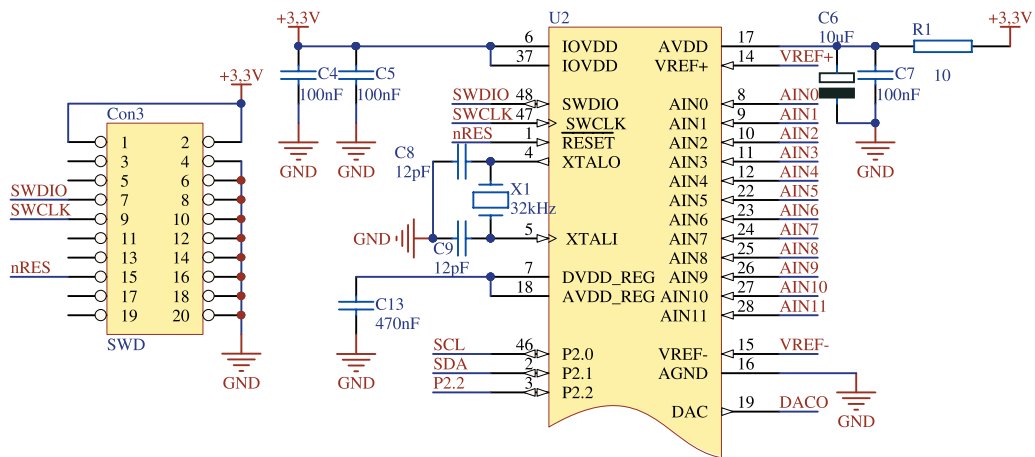 +3,3V
U2
C6
10uF
R1
+3,3V
6 IOVDD AVDD 17
37 IOVDD VREF+ 14 VREF+
C4 C5 C7 10
100nF 100nF 100nF
+3,3V
SWDIO 48 SWDIO AIN0 8 AIN0
Con3 SWCLK 47 SWCLK AIN1 9 AIN1
1 2 nRES 1 RESET AIN2 10 AIN2
GND GND
3 4 C8 4 XTALO AIN3 11 AIN3
12pF GND
5 6 X1 AIN4 12 AIN4
SWDIO 7 8 32kHz AIN5 22 AIN5
SWCLK 9 10 AIN6 23 AIN6
11 12 GND 5 XTALI AIN7 24 AIN7
C9
13 14 12pF AIN8 25 AIN8
nRES 15 16 7 DVDD_REG AIN9 26 AIN9
17 18 18 AVDD_REG AIN10 27 AIN10
19 20 C13 AIN11 28 AIN11
470nF
SWD
SCL 46 P2.0 VREF- 15 VREF-
SDA 2 P2.1 AGND 16
GND GND
P2.2 3 P2.2
DAC 19 DACO
GND